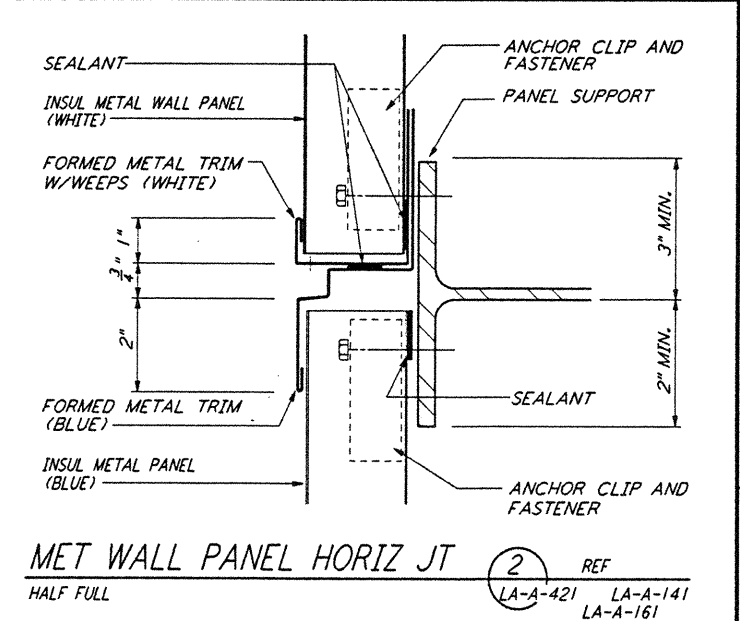 SEALANT
INSUL METAL WALL PANEL
(WHITE)
FORMED METAL TRIM
W/WEEPS (WHITE)
1"
3/4"
2"
FORMED METAL TRIM
(BLUE)
INSUL METAL PANEL
(BLUE)
ANCHOR CLIP AND
FASTENER
PANEL SUPPORT
3" MIN.
2" MIN.
SEALANT
ANCHOR CLIP AND
FASTENER
MET WALL PANEL HORIZ JT
HALF FULL
2
LA-A-421
REF
LA-A-141
LA-A-161